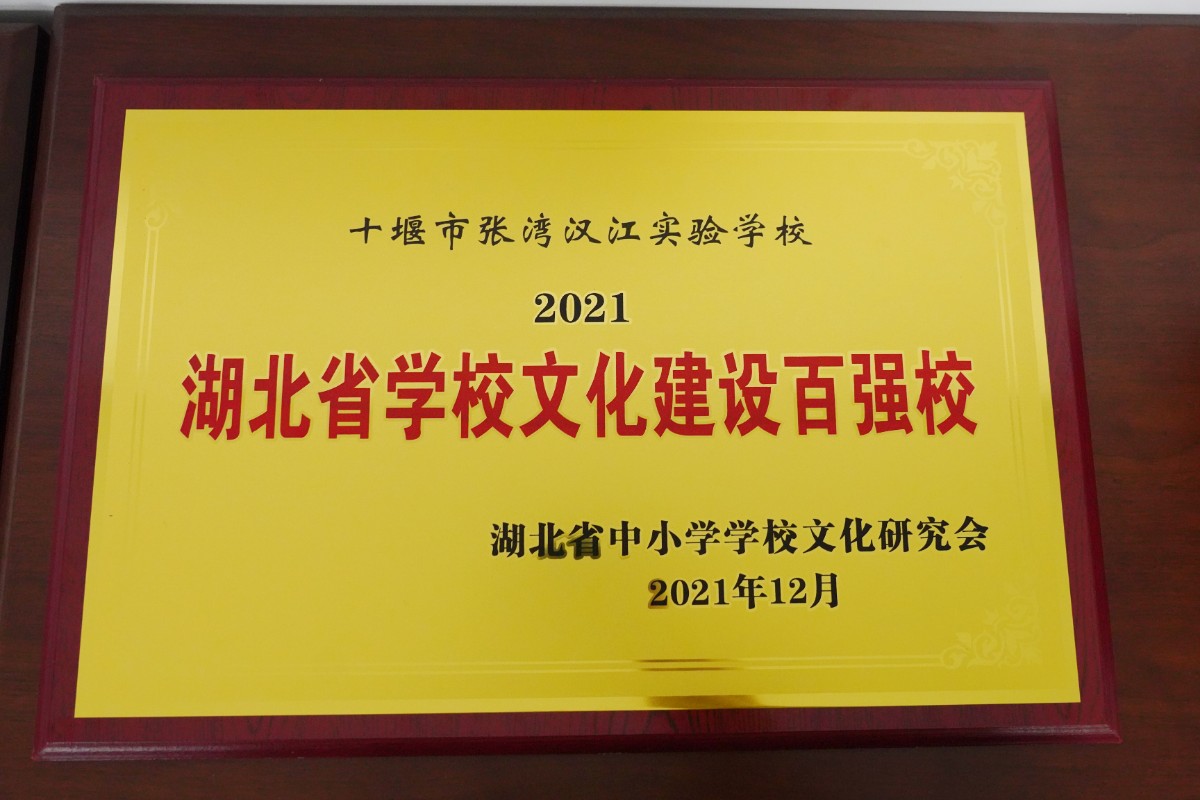 十堰市张湾汉江实验学校
2021
湖北省学校文化建设百强校
湖北省中小学学校文化研究会
2021年12月